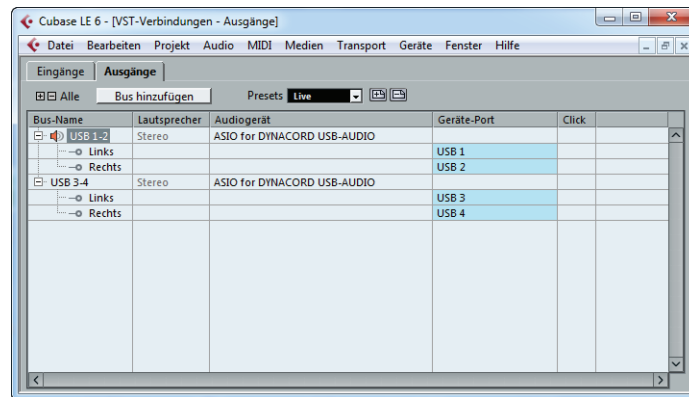 Cubase LE 6 - [VST-Verbindungen - Ausgänge]
Datei Bearbeiten Projekt Audio MIDI Medien Transport Geräte Fenster Hilfe
Eingänge Ausgänge
Alle Bus hinzufügen Presets Live
Bus-Name Lautsprecher Audiogerät Geräte-Port Click
USB 1-2 Stereo ASIO for DYNACORD USB-AUDIO
Links USB 1
Rechts USB 2
USB 3-4 Stereo ASIO for DYNACORD USB-AUDIO
Links USB 3
Rechts USB 4